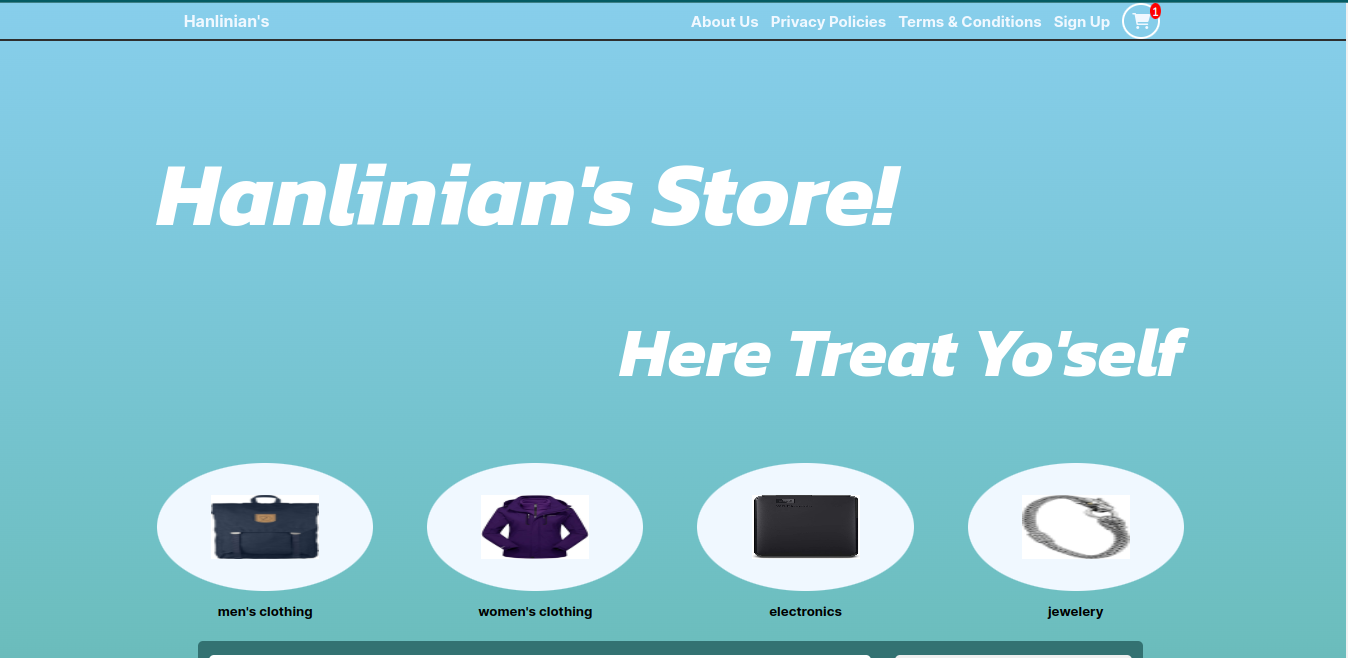 Hanlinian's
About Us Privacy Policies Terms & Conditions Sign Up 1
Hanlinian's Store!
Here Treat Yo'self
men's clothing women's clothing electronics jewelery